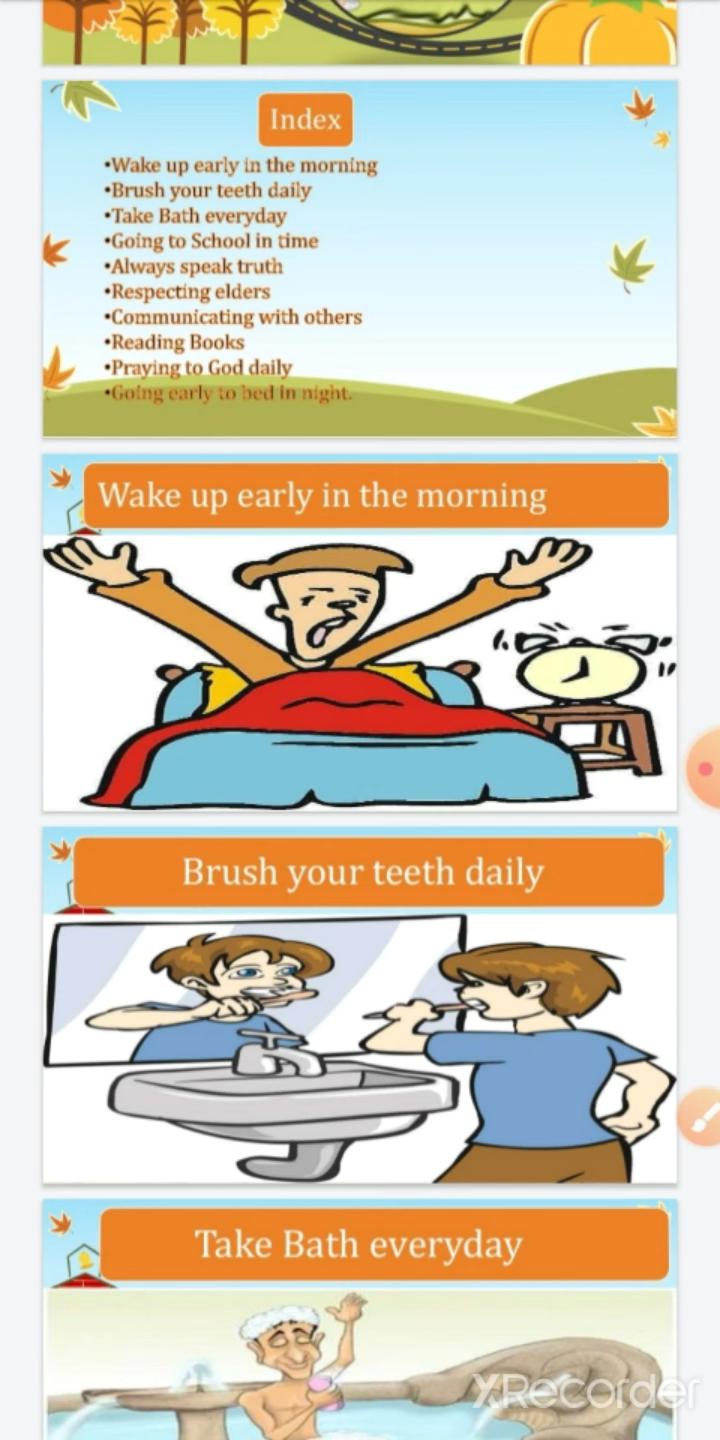 Index
•Wake up early in the morning
•Brush your teeth daily
•Take Bath everyday
•Going to School in time
•Always speak truth
•Respecting elders
•Communicating with others
•Reading Books
•Praying to God daily
•Going early to bed in night.
Wake up early in the morning
Brush your teeth daily
Take Bath everyday
XRecorder